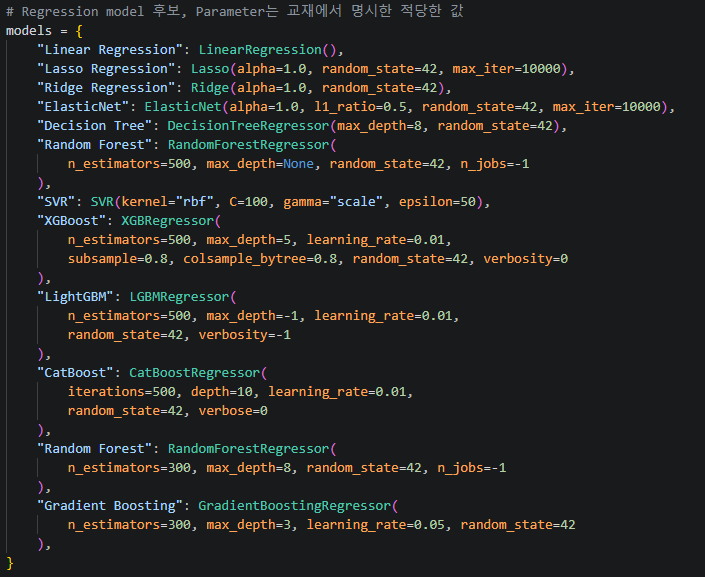 # Regression model 후보, Parameter는 교재에서 명시한 적당한 값
models = {
    "Linear Regression": LinearRegression(),
    "Lasso Regression": Lasso(alpha=1.0, random_state=42, max_iter=10000),
    "Ridge Regression": Ridge(alpha=1.0, random_state=42),
    "ElasticNet": ElasticNet(alpha=1.0, l1_ratio=0.5, random_state=42, max_iter=10000),
    "Decision Tree": DecisionTreeRegressor(max_depth=8, random_state=42),
    "Random Forest": RandomForestRegressor(
        n_estimators=500, max_depth=None, random_state=42, n_jobs=-1
    ),
    "SVR": SVR(kernel="rbf", C=100, gamma="scale", epsilon=50),
    "XGBoost": XGBRegressor(
        n_estimators=500, max_depth=5, learning_rate=0.01,
        subsample=0.8, colsample_bytree=0.8, random_state=42, verbosity=0
    ),
    "LightGBM": LGBMRegressor(
        n_estimators=500, max_depth=-1, learning_rate=0.01,
        random_state=42, verbosity=-1
    ),
    "CatBoost": CatBoostRegressor(
        iterations=500, depth=10, learning_rate=0.01,
        random_state=42, verbose=0
    ),
    "Random Forest": RandomForestRegressor(
        n_estimators=300, max_depth=8, random_state=42, n_jobs=-1
    ),
    "Gradient Boosting": GradientBoostingRegressor(
        n_estimators=300, max_depth=3, learning_rate=0.05, random_state=42
    ),
}